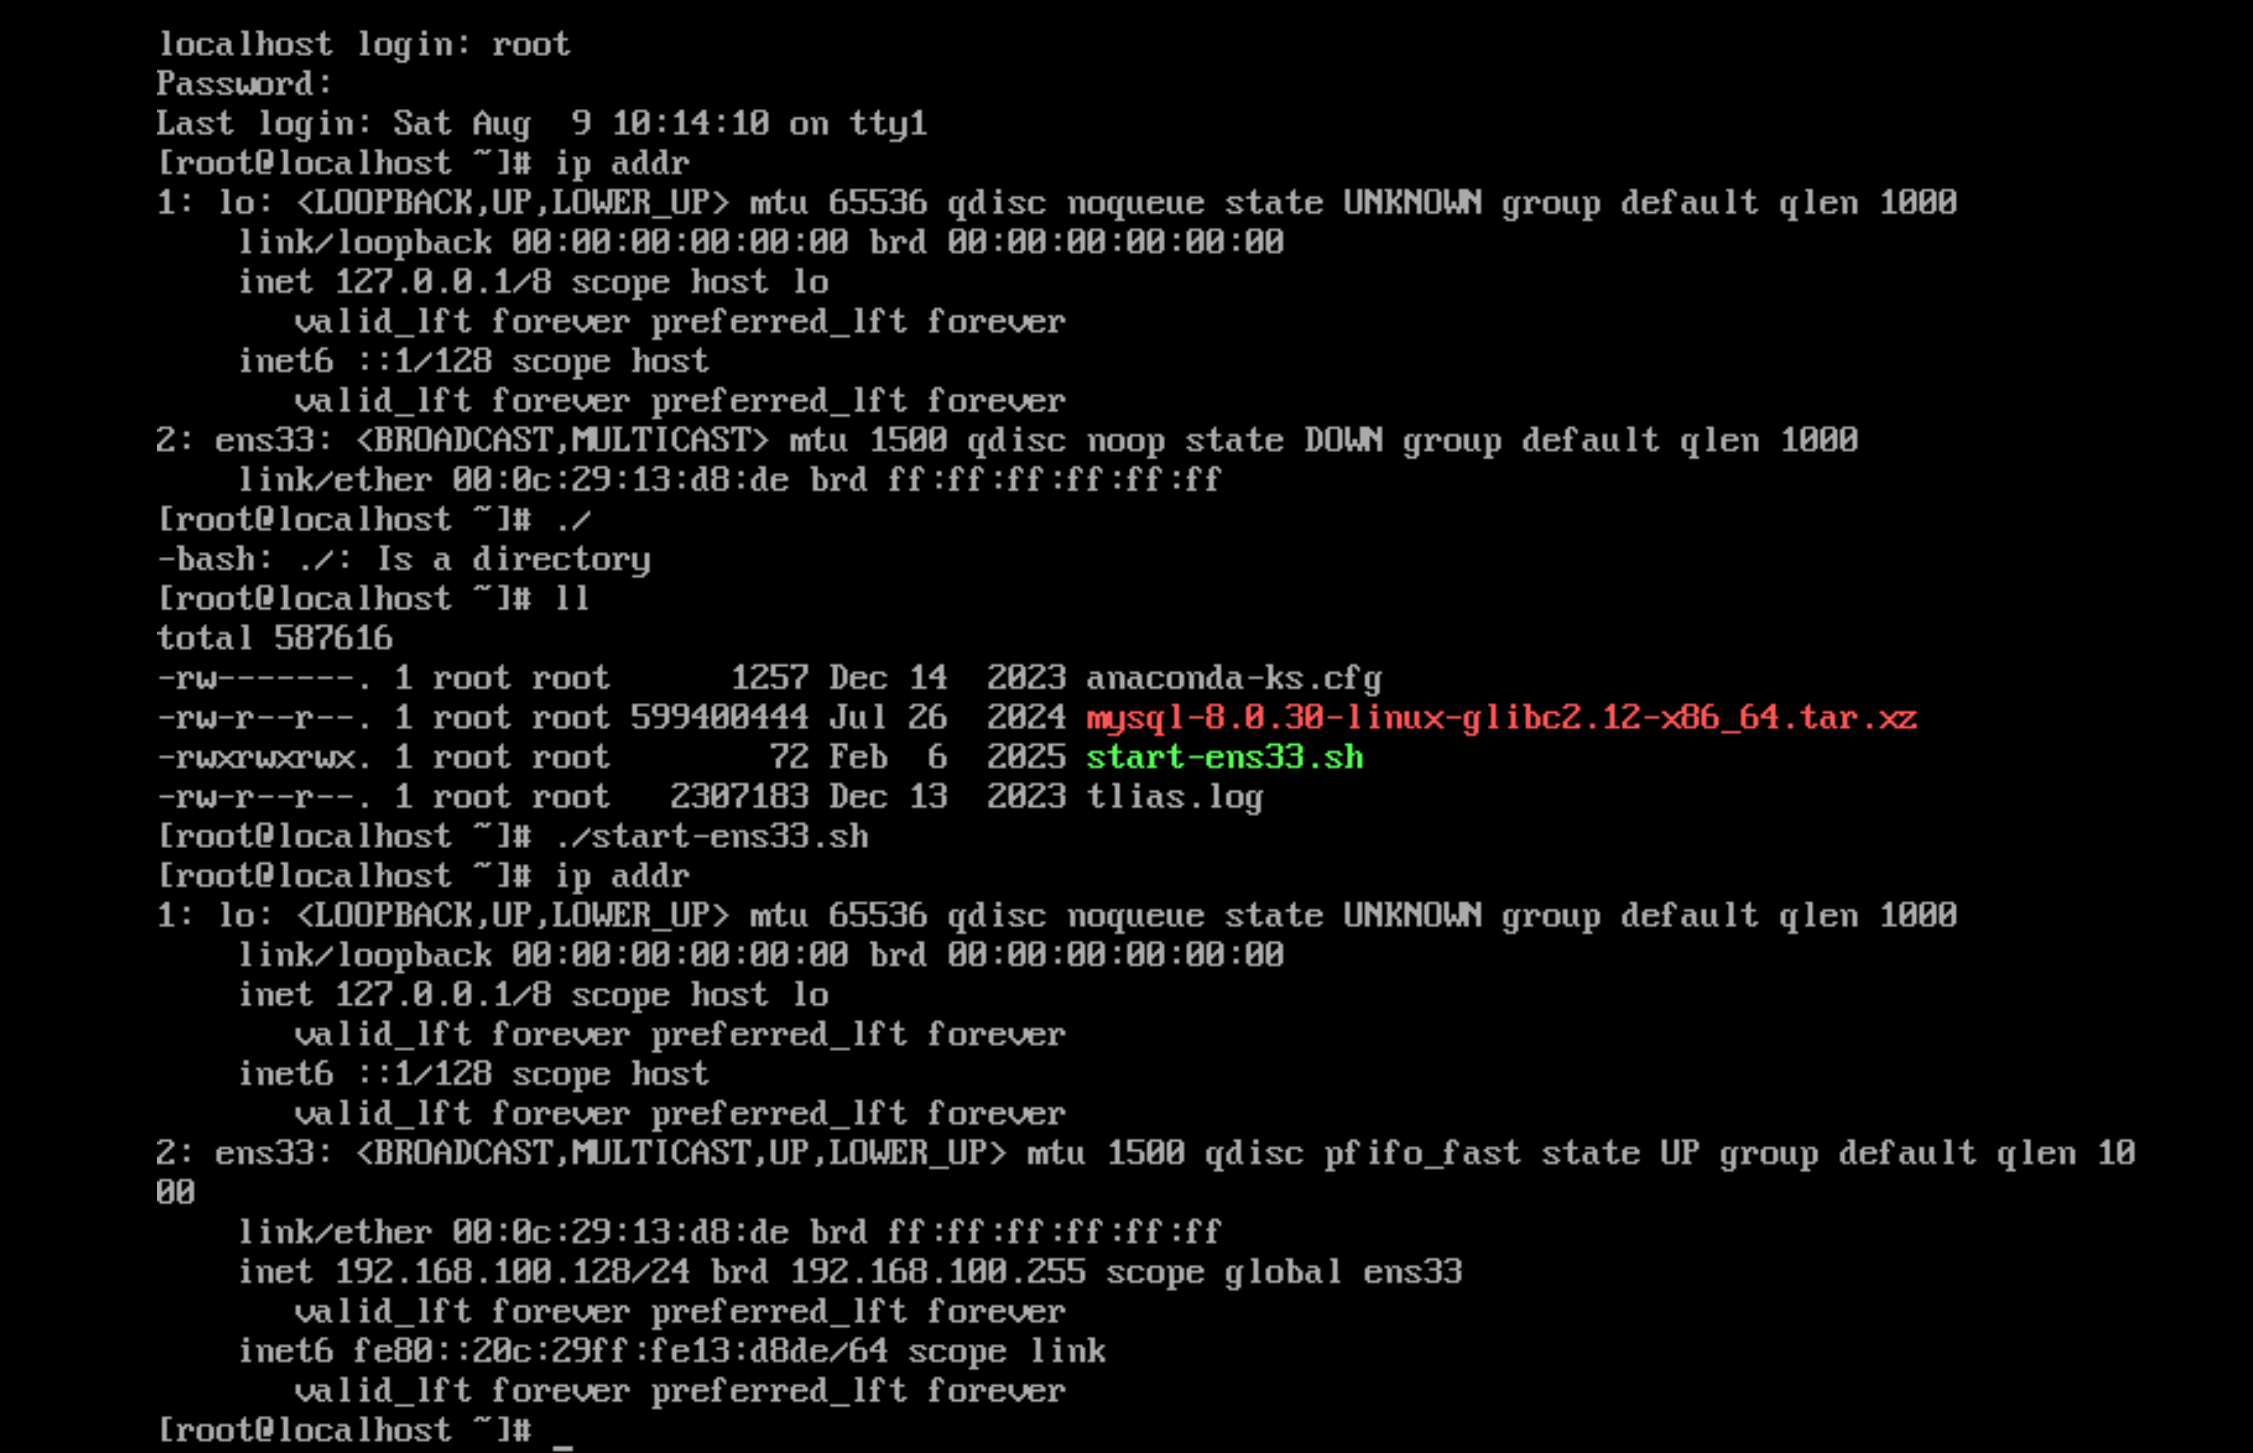 localhost login: root
Password:
Last login: Sat Aug  9 10:14:10 on tty1
[root@localhost ~]# ip addr
1: lo: <LOOPBACK,UP,LOWER_UP> mtu 65536 qdisc noqueue state UNKNOWN group default qlen 1000
    link/loopback 00:00:00:00:00:00 brd 00:00:00:00:00:00
    inet 127.0.0.1/8 scope host lo
       valid_lft forever preferred_lft forever
    inet6 ::1/128 scope host
       valid_lft forever preferred_lft forever
2: ens33: <BROADCAST,MULTICAST> mtu 1500 qdisc noop state DOWN group default qlen 1000
    link/ether 00:0c:29:13:d8:de brd ff:ff:ff:ff:ff:ff
[root@localhost ~]# ./
-bash: ./: Is a directory
[root@localhost ~]# ll
total 587616
-rw-------. 1 root root      1257 Dec 14  2023 anaconda-ks.cfg
-rw-r--r--. 1 root root 599400444 Jul 26  2024 mysql-8.0.30-linux-glibc2.12-x86_64.tar.xz
-rwxrwxrwx. 1 root root        72 Feb  6  2025 start-ens33.sh
-rw-r--r--. 1 root root   2307183 Dec 13  2023 tlias.log
[root@localhost ~]# ./start-ens33.sh
[root@localhost ~]# ip addr
1: lo: <LOOPBACK,UP,LOWER_UP> mtu 65536 qdisc noqueue state UNKNOWN group default qlen 1000
    link/loopback 00:00:00:00:00:00 brd 00:00:00:00:00:00
    inet 127.0.0.1/8 scope host lo
       valid_lft forever preferred_lft forever
    inet6 ::1/128 scope host
       valid_lft forever preferred_lft forever
2: ens33: <BROADCAST,MULTICAST,UP,LOWER_UP> mtu 1500 qdisc pfifo_fast state UP group default qlen 10
00
    link/ether 00:0c:29:13:d8:de brd ff:ff:ff:ff:ff:ff
    inet 192.168.100.128/24 brd 192.168.100.255 scope global ens33
       valid_lft forever preferred_lft forever
    inet6 fe80::20c:29ff:fe13:d8de/64 scope link
       valid_lft forever preferred_lft forever
[root@localhost ~]# _